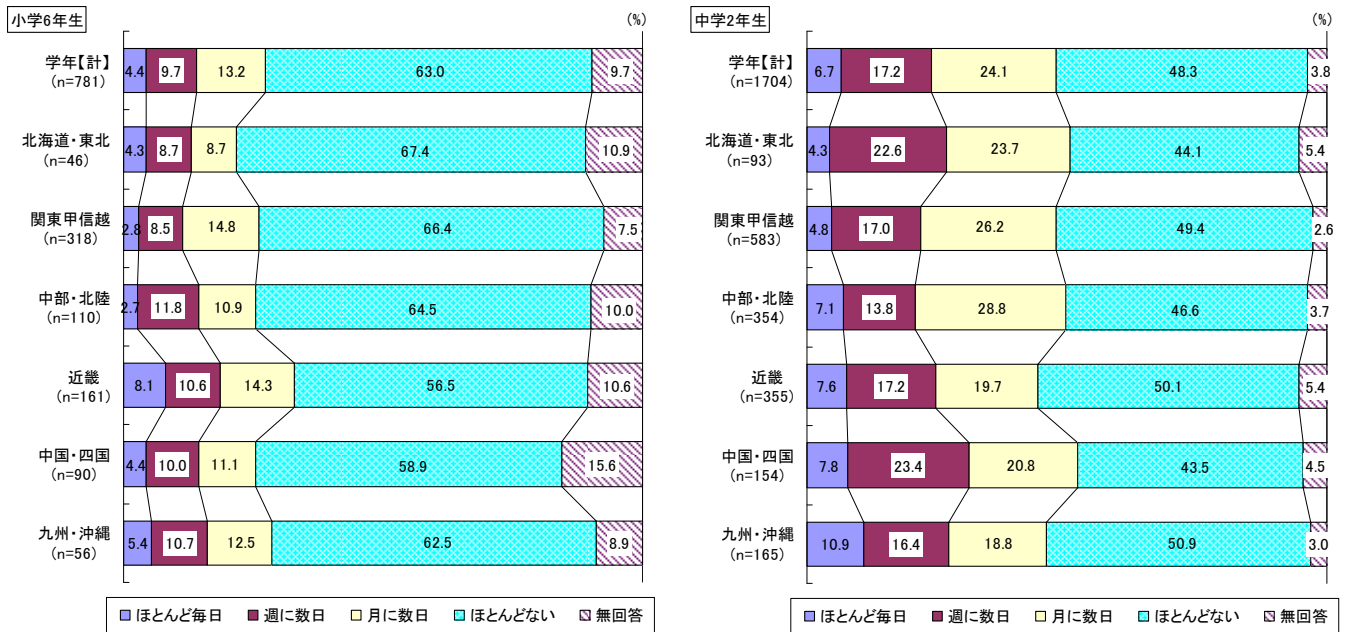 小学6年生
(%)
学年【計】
(n=781)
4.4 9.7 13.2 63.0 9.7
北海道・東北
(n=46)
4.3 8.7 8.7 67.4 10.9
関東甲信越
(n=318)
2.8 8.5 14.8 66.4 7.5
中部・北陸
(n=110)
2.7 11.8 10.9 64.5 10.0
近畿
(n=161)
8.1 10.6 14.3 56.5 10.6
中国・四国
(n=90)
4.4 10.0 11.1 58.9 15.6
九州・沖縄
(n=56)
5.4 10.7 12.5 62.5 8.9
ほとんど毎日 週に数日 月に数日 ほとんどない 無回答
中学2年生
(%)
学年【計】
(n=1704)
6.7 17.2 24.1 48.3 3.8
北海道・東北
(n=93)
4.3 22.6 23.7 44.1 5.4
関東甲信越
(n=583)
4.8 17.0 26.2 49.4 2.6
中部・北陸
(n=354)
7.1 13.8 28.8 46.6 3.7
近畿
(n=355)
7.6 17.2 19.7 50.1 5.4
中国・四国
(n=154)
7.8 23.4 20.8 43.5 4.5
九州・沖縄
(n=165)
10.9 16.4 18.8 50.9 3.0
ほとんど毎日 週に数日 月に数日 ほとんどない 無回答